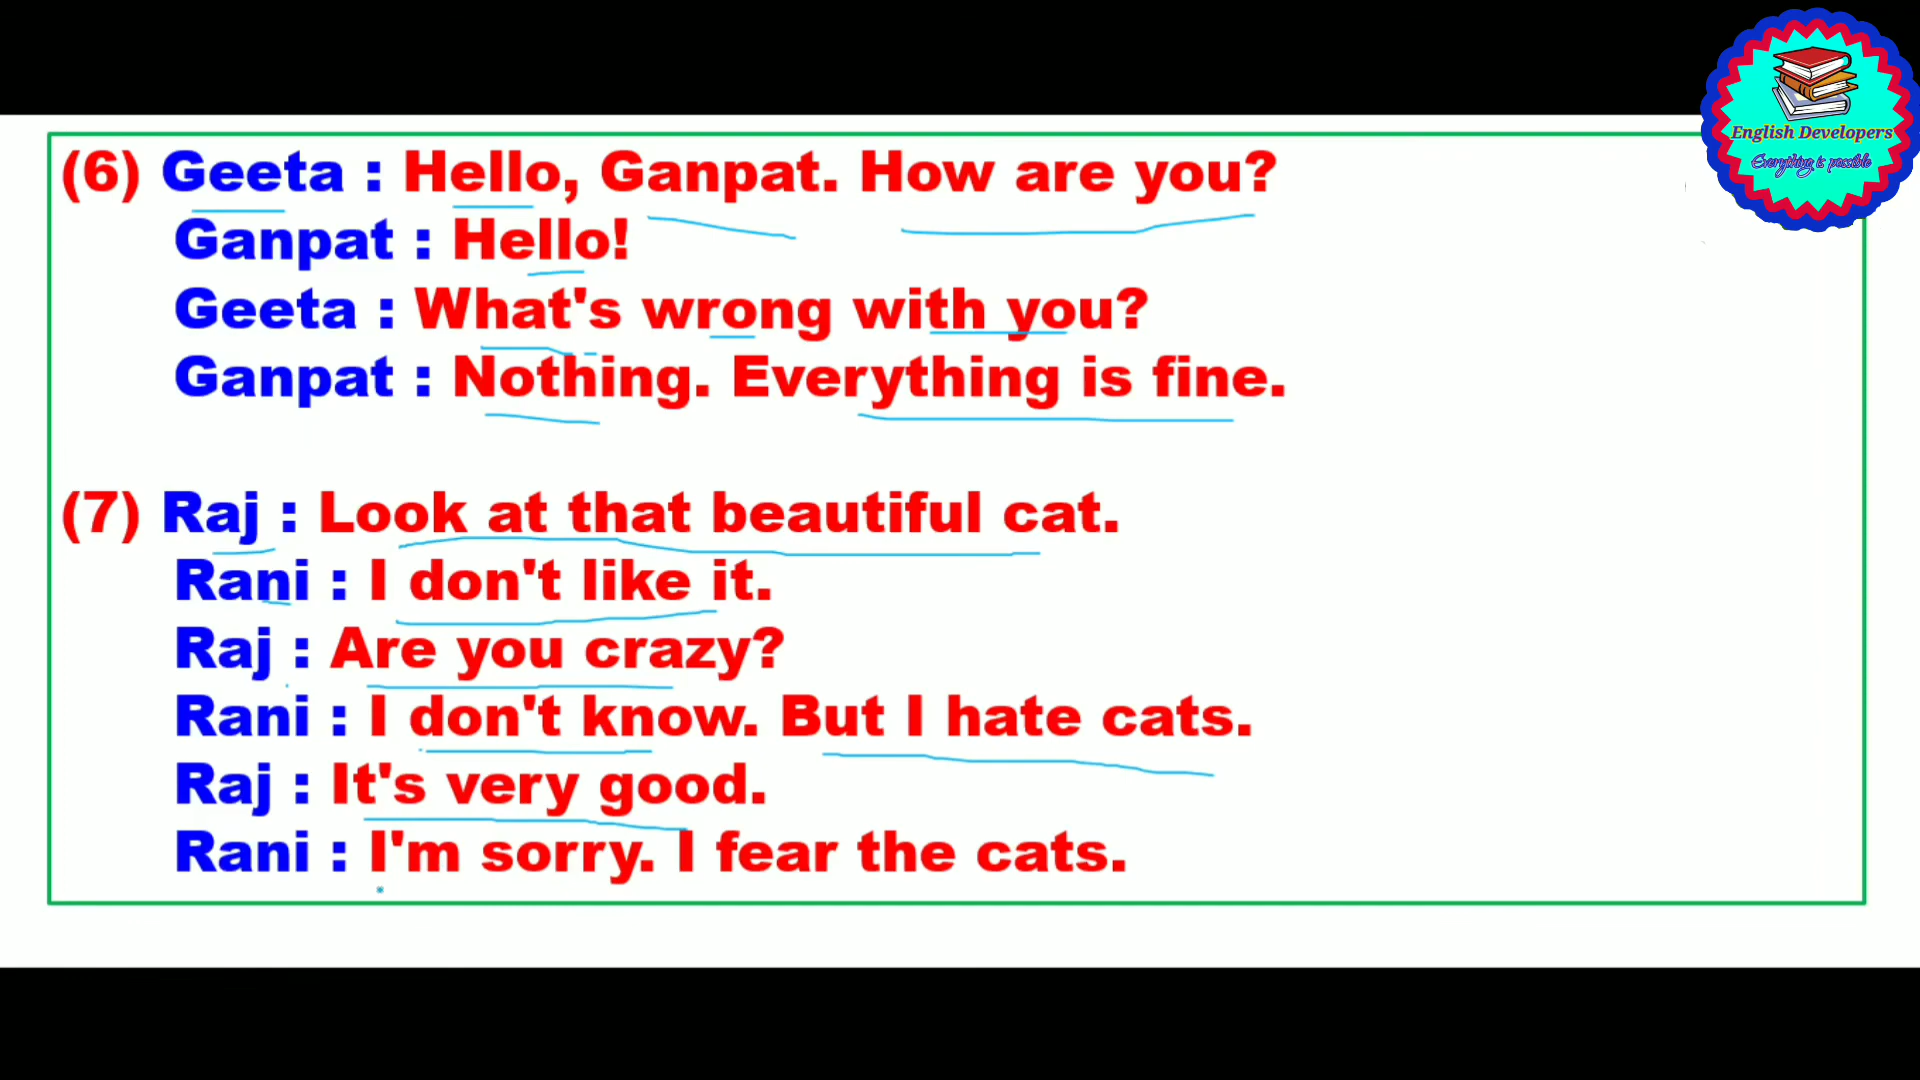 English Developers
Everything is possible
(6) Geeta : Hello, Ganpat. How are you?
Ganpat : Hello!
Geeta : What's wrong with you?
Ganpat : Nothing. Everything is fine.
(7) Raj : Look at that beautiful cat.
Rani : I don't like it.
Raj : Are you crazy?
Rani : I don't know. But I hate cats.
Raj : It's very good.
Rani : I'm sorry. I fear the cats.